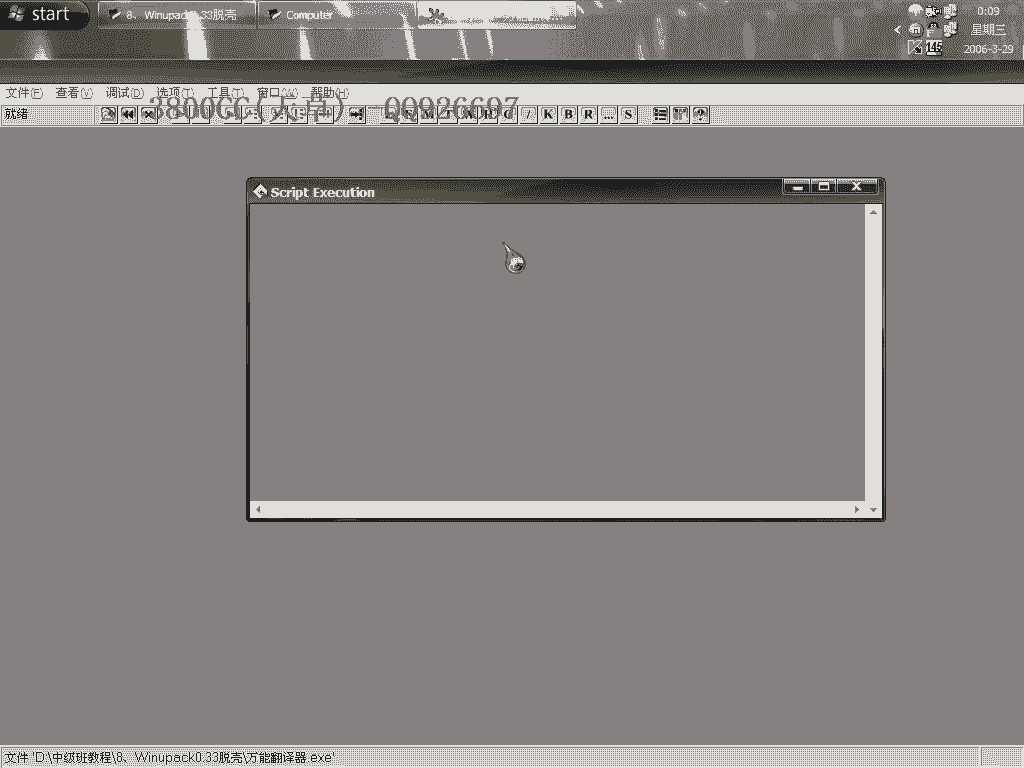 start
8、Winupack0.33脱壳
Computer
0:09
星期三
2006-3-29
145
文件(F) 查看(V) 调试(D) 选项(T) 工具(T) 窗口(W) 帮助(H)
3800CC(天草) QQ926697
就绪
K B R ... S
Script Execution
文件 'D:\中级班教程\8、Winupack0.33脱壳\万能翻译器.exe'